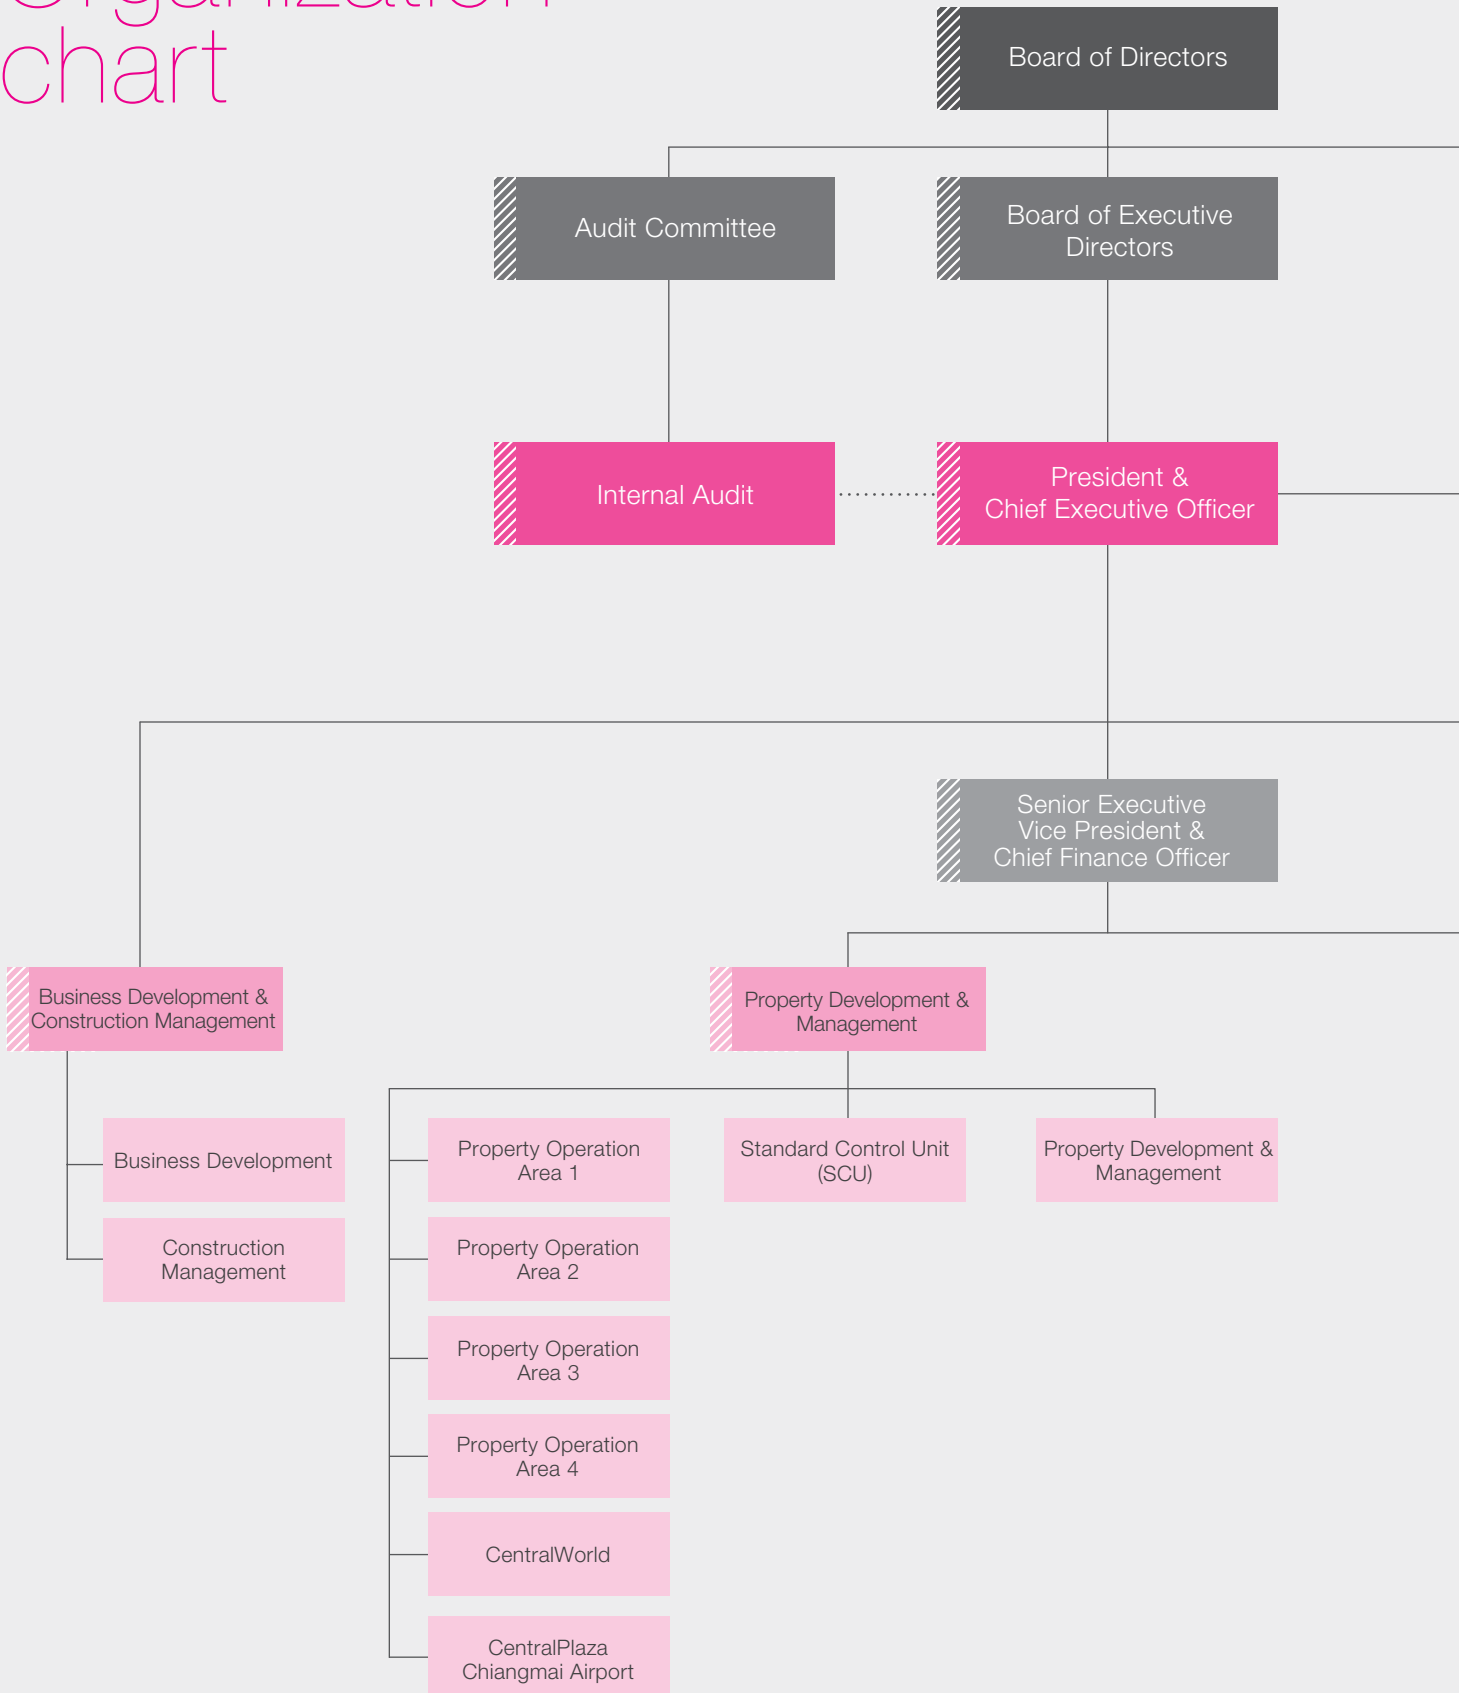 Organization
chart
Board of Directors
Audit Committee
Board of Executive
Directors
Internal Audit
President &
Chief Executive Officer
Senior Executive
Vice President &
Chief Finance Officer
Business Development &
Construction Management
Property Development &
Management
Business Development
Construction
Management
Property Operation
Area 1
Property Operation
Area 2
Property Operation
Area 3
Property Operation
Area 4
CentralWorld
CentralPlaza
Chiangmai Airport
Standard Control Unit
(SCU)
Property Development &
Management